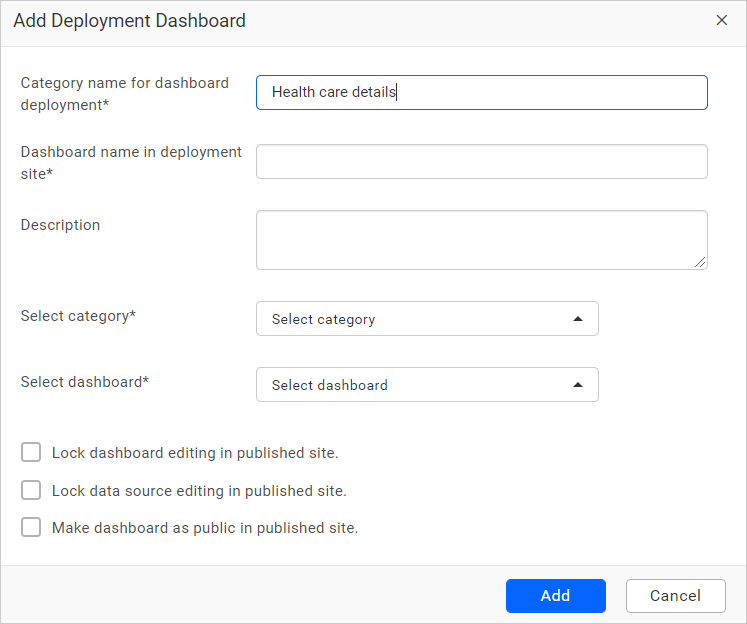 Add Deployment Dashboard
Category name for dashboard
deployment*
Health care details
Dashboard name in deployment
site*
Description
Select category*
Select category
Select dashboard*
Select dashboard
Lock dashboard editing in published site.
Lock data source editing in published site.
Make dashboard as public in published site.
Add
Cancel